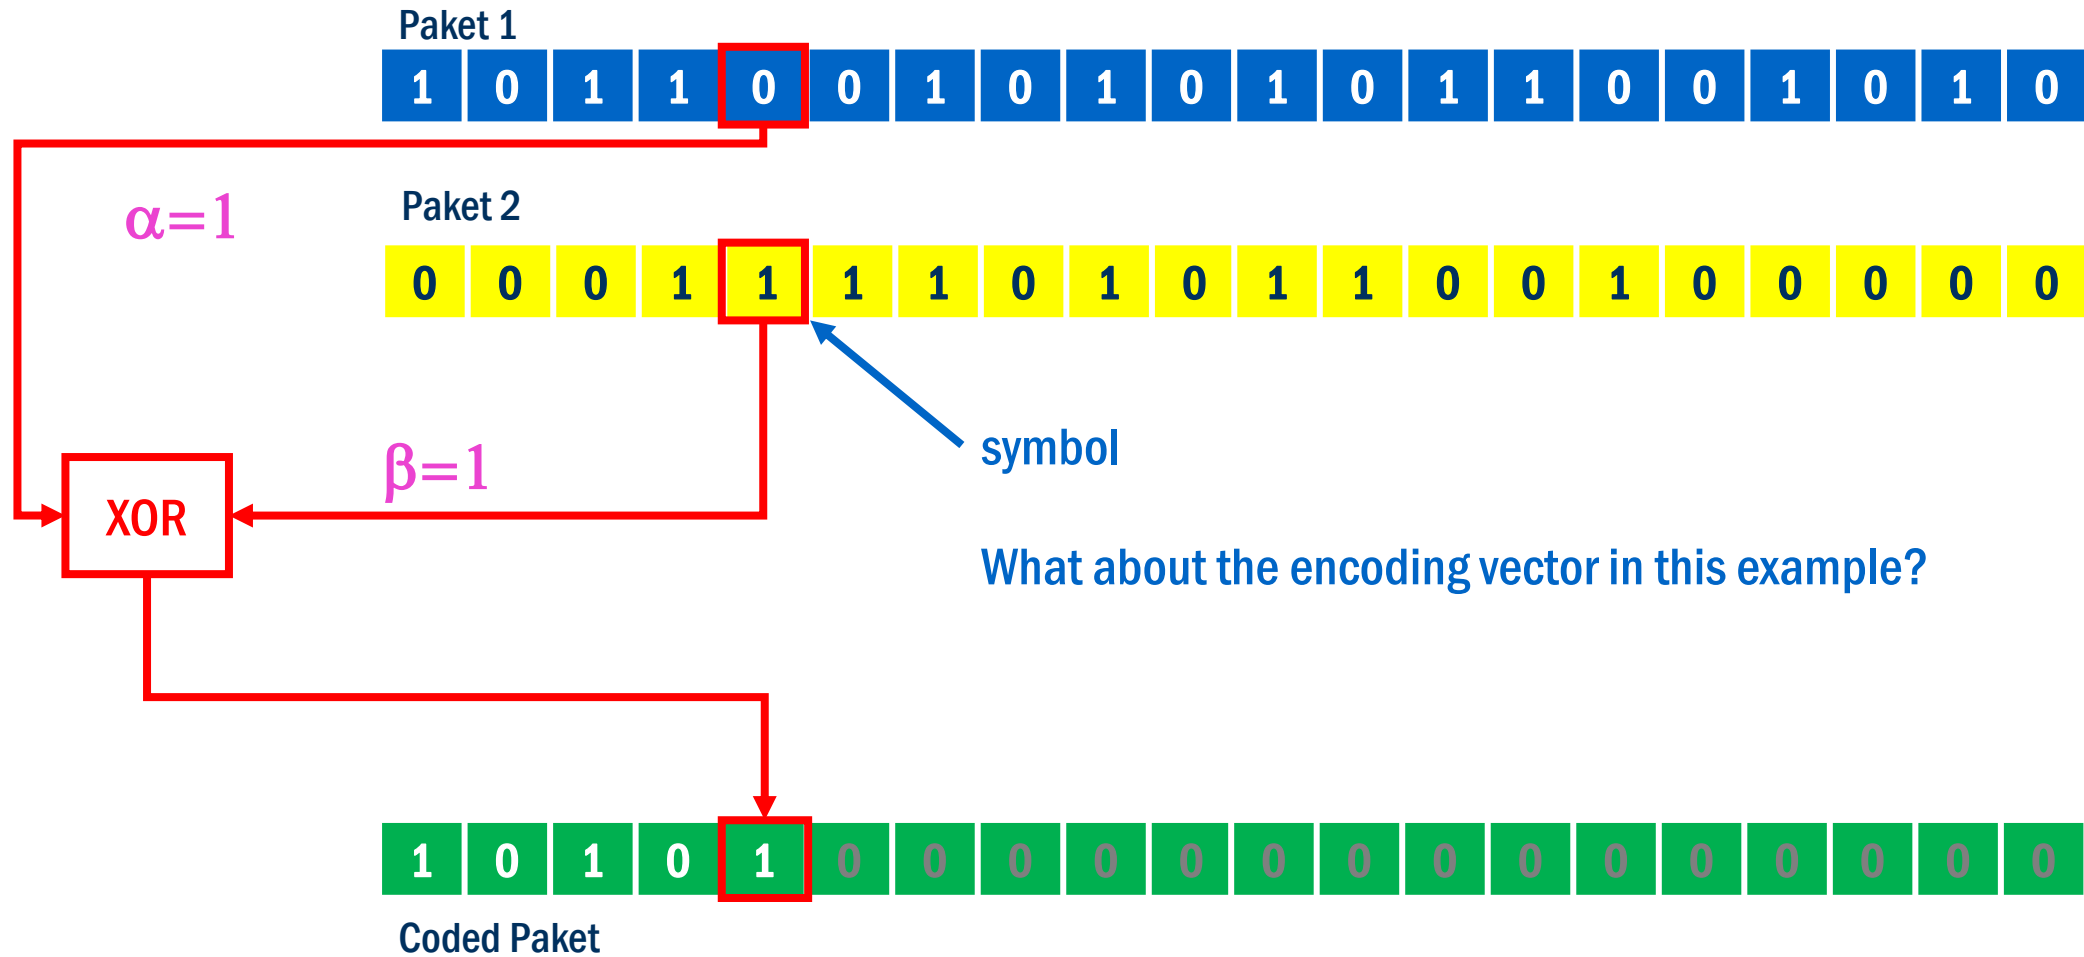 Paket 1
1 0 1 1 0 0 1 0 1 0 1 0 1 1 0 0 1 0 1 0
α=1
Paket 2
0 0 0 1 1 1 1 0 1 0 1 1 0 0 1 0 0 0 0 0
symbol
β=1
XOR
What about the encoding vector in this example?
1 0 1 0 1 0 0 0 0 0 0 0 0 0 0 0 0 0 0 0
Coded Paket